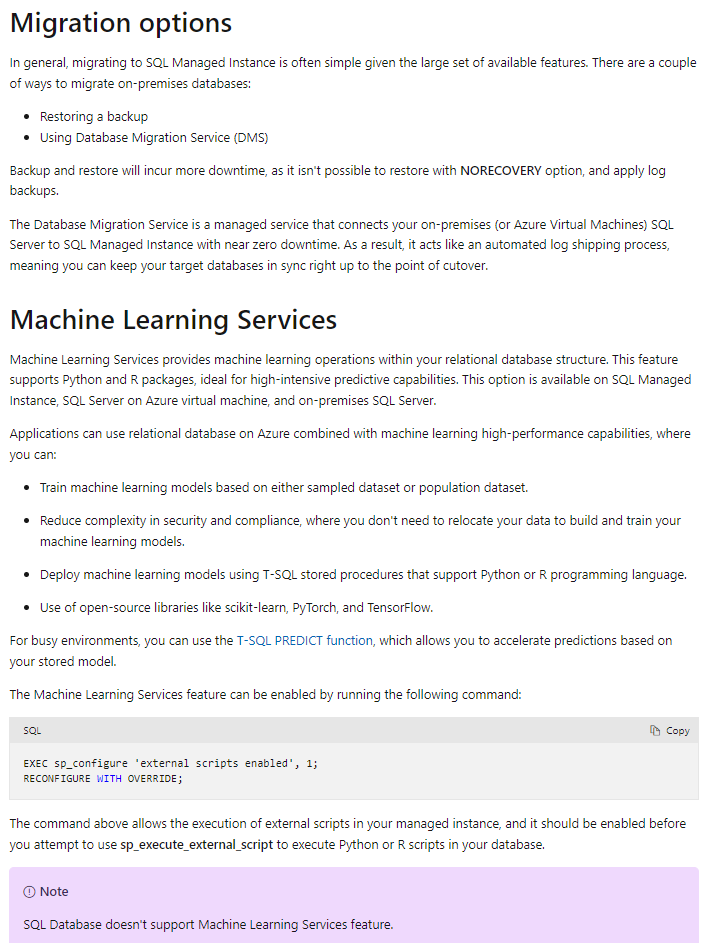 Migration options
In general, migrating to SQL Managed Instance is often simple given the large set of available features. There are a couple
of ways to migrate on-premises databases:
• Restoring a backup
• Using Database Migration Service (DMS)
Backup and restore will incur more downtime, as it isn't possible to restore with NORECOVERY option, and apply log
backups.
The Database Migration Service is a managed service that connects your on-premises (or Azure Virtual Machines) SQL
Server to SQL Managed Instance with near zero downtime. As a result, it acts like an automated log shipping process,
meaning you can keep your target databases in sync right up to the point of cutover.
Machine Learning Services
Machine Learning Services provides machine learning operations within your relational database structure. This feature
supports Python and R packages, ideal for high-intensive predictive capabilities. This option is available on SQL Managed
Instance, SQL Server on Azure virtual machine, and on-premises SQL Server.
Applications can use relational database on Azure combined with machine learning high-performance capabilities, where
you can:
• Train machine learning models based on either sampled dataset or population dataset.
• Reduce complexity in security and compliance, where you don't need to relocate your data to build and train your
machine learning models.
• Deploy machine learning models using T-SQL stored procedures that support Python or R programming language.
• Use of open-source libraries like scikit-learn, PyTorch, and TensorFlow.
For busy environments, you can use the T-SQL PREDICT function, which allows you to accelerate predictions based on
your stored model.
The Machine Learning Services feature can be enabled by running the following command:
SQL Copy
EXEC sp_configure 'external scripts enabled', 1;
RECONFIGURE WITH OVERRIDE;
The command above allows the execution of external scripts in your managed instance, and it should be enabled before
you attempt to use sp_execute_external_script to execute Python or R scripts in your database.
Note
SQL Database doesn't support Machine Learning Services feature.